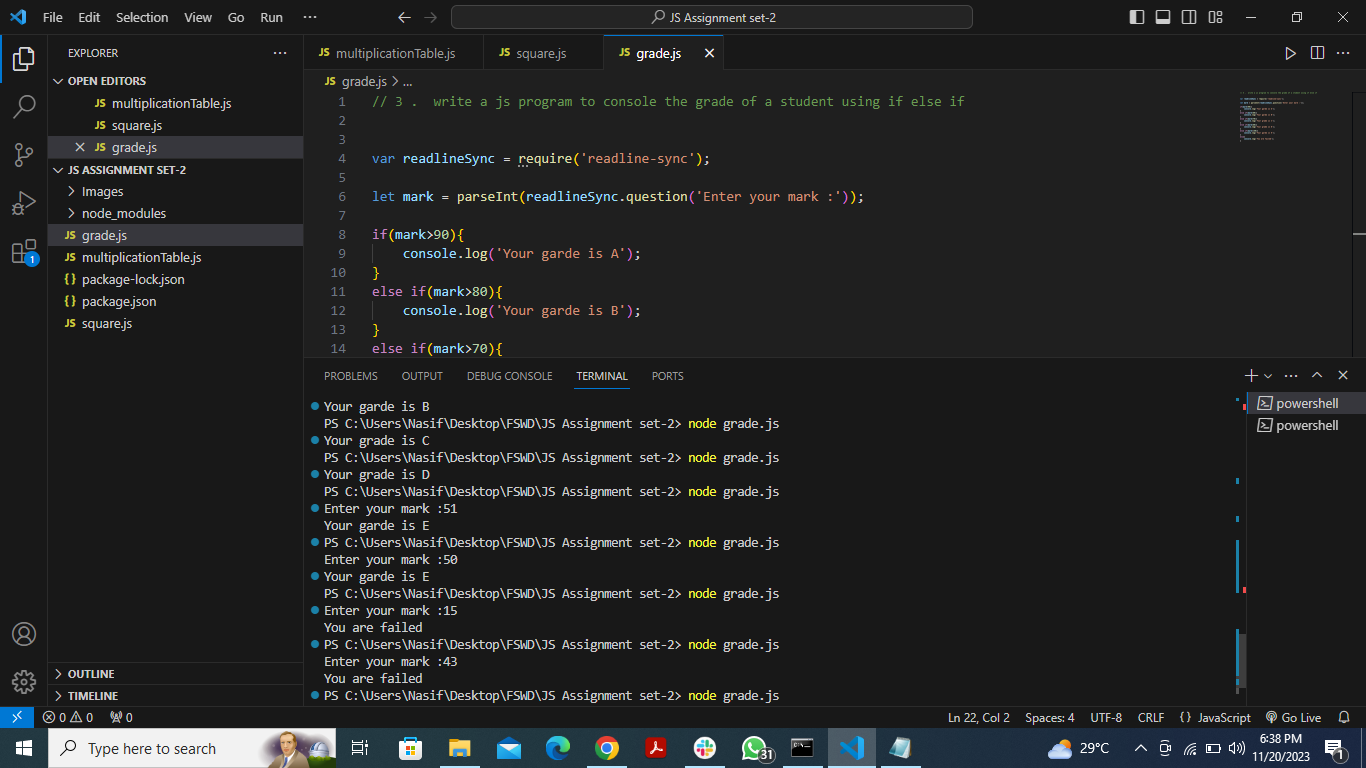 File Edit Selection View Go Run ··· JS Assignment set-2
EXPLORER ···
OPEN EDITORS
JS multiplicationTable.js
JS square.js
JS grade.js
JS ASSIGNMENT SET-2
Images
node_modules
JS grade.js
JS multiplicationTable.js
{} package-lock.json
{} package.json
JS square.js
OUTLINE
TIMELINE
1
JS multiplicationTable.js JS square.js JS grade.js
JS grade.js > ...
1 // 3 .  write a js program to console the grade of a student using if else if
2
3
4 var readlineSync = require('readline-sync');
5
6 let mark = parseInt(readlineSync.question('Enter your mark :'));
7
8 if(mark>90){
9     console.log('Your garde is A');
10 }
11 else if(mark>80){
12     console.log('Your garde is B');
13 }
14 else if(mark>70){
PROBLEMS OUTPUT DEBUG CONSOLE TERMINAL PORTS
Your garde is B
PS C:\Users\Nasif\Desktop\FSWD\JS Assignment set-2> node grade.js
Your grade is C
PS C:\Users\Nasif\Desktop\FSWD\JS Assignment set-2> node grade.js
Your grade is D
PS C:\Users\Nasif\Desktop\FSWD\JS Assignment set-2> node grade.js
Enter your mark :51
Your garde is E
PS C:\Users\Nasif\Desktop\FSWD\JS Assignment set-2> node grade.js
Enter your mark :50
Your garde is E
PS C:\Users\Nasif\Desktop\FSWD\JS Assignment set-2> node grade.js
Enter your mark :15
You are failed
PS C:\Users\Nasif\Desktop\FSWD\JS Assignment set-2> node grade.js
Enter your mark :43
You are failed
PS C:\Users\Nasif\Desktop\FSWD\JS Assignment set-2> node grade.js
powershell
powershell
0 0 0 Ln 22, Col 2 Spaces: 4 UTF-8 CRLF {} JavaScript Go Live
Type here to search 31 29°C 6:38 PM
11/20/2023 1